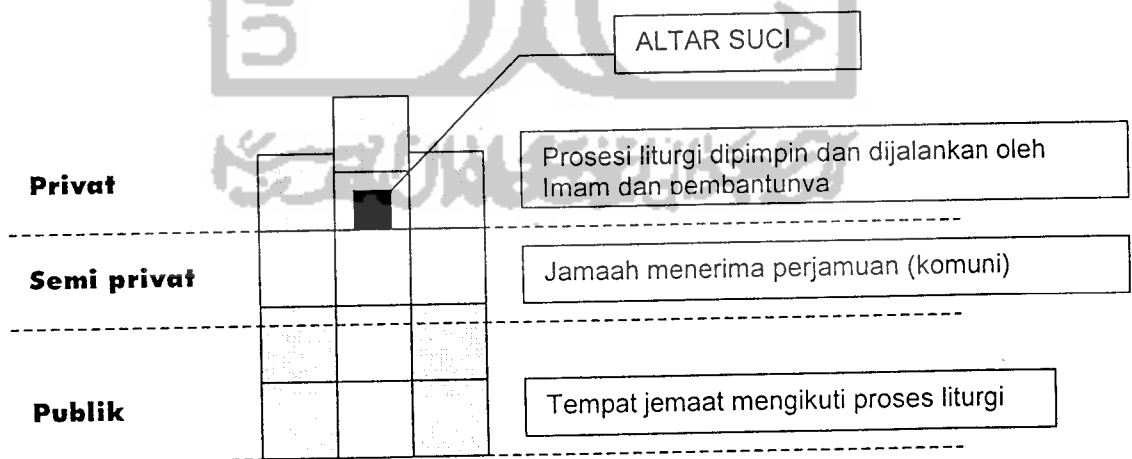 ALTAR SUCI
Privat
Prosesi liturgi dipimpin dan dijalankan oleh
Imam dan pembantunya
Semi privat
Jamaah menerima perjamuan (komuni)
Publik
Tempat jemaat mengikuti proses liturgi